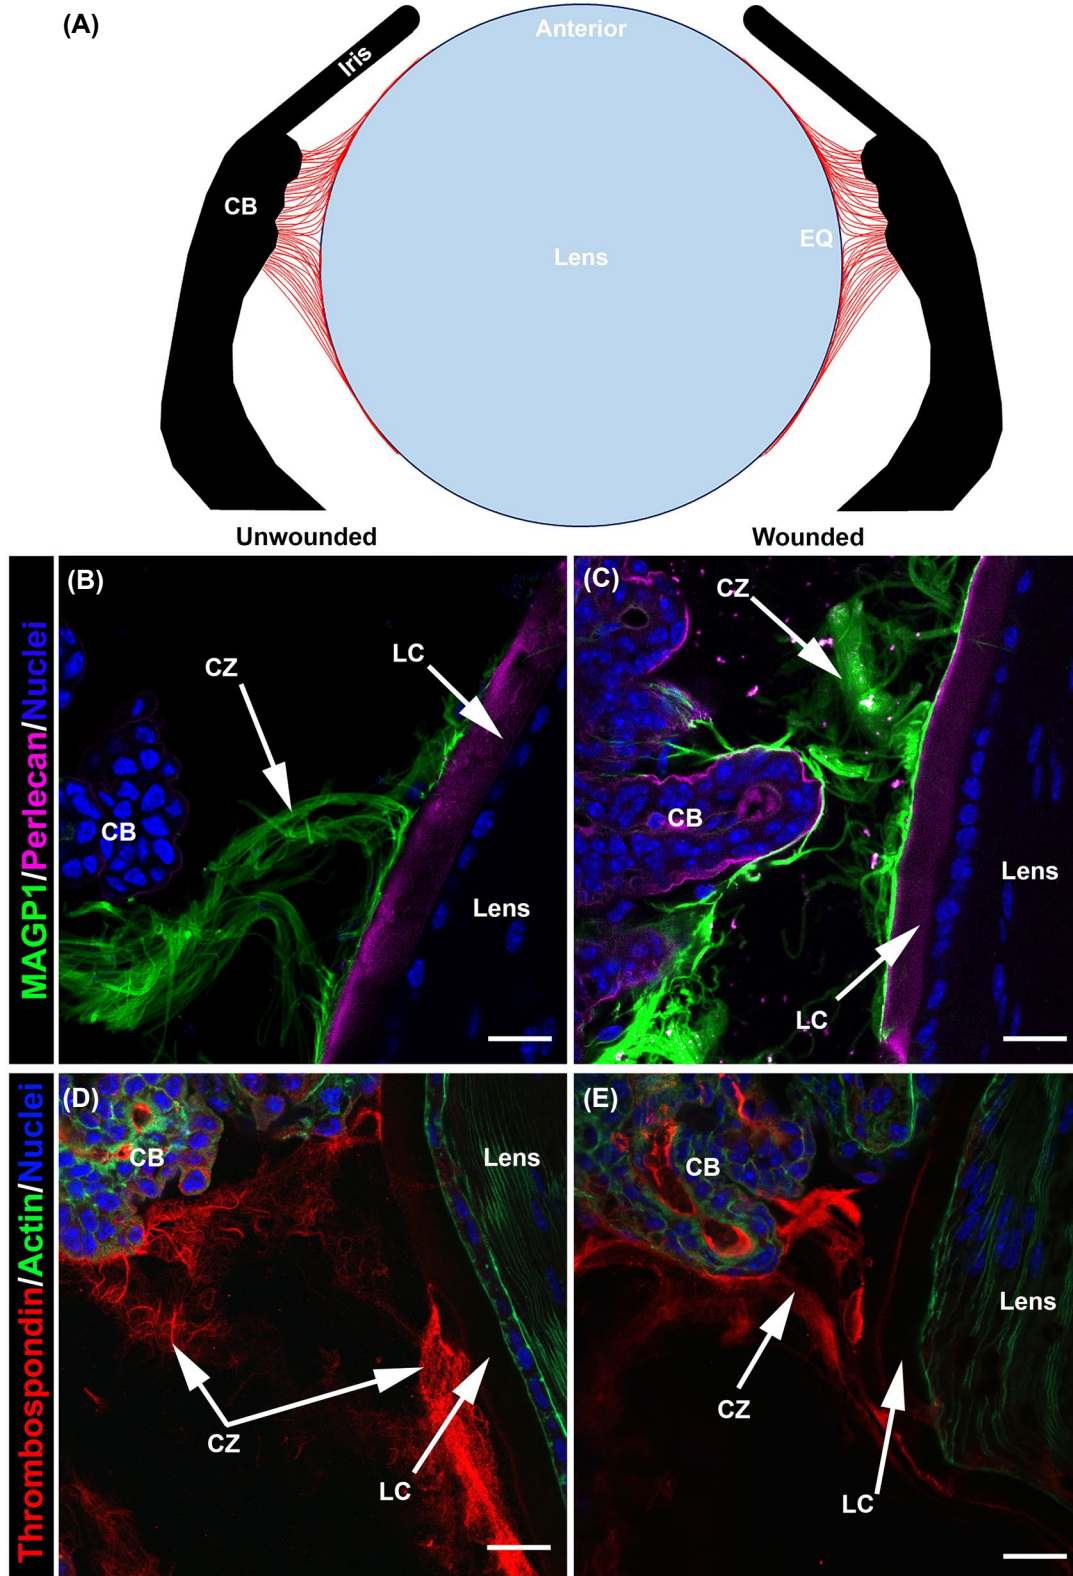 (A)
Anterior
Iris
CB
EQ
Lens
Unwounded
Wounded
MAGP1/Perlecan/Nuclei
(B)
CZ
LC
CB
Lens
(C)
CZ
CB
Lens
LC
Thrombospondin/Actin/Nuclei
(D)
CB
Lens
CZ
LC
(E)
CB
Lens
CZ
LC